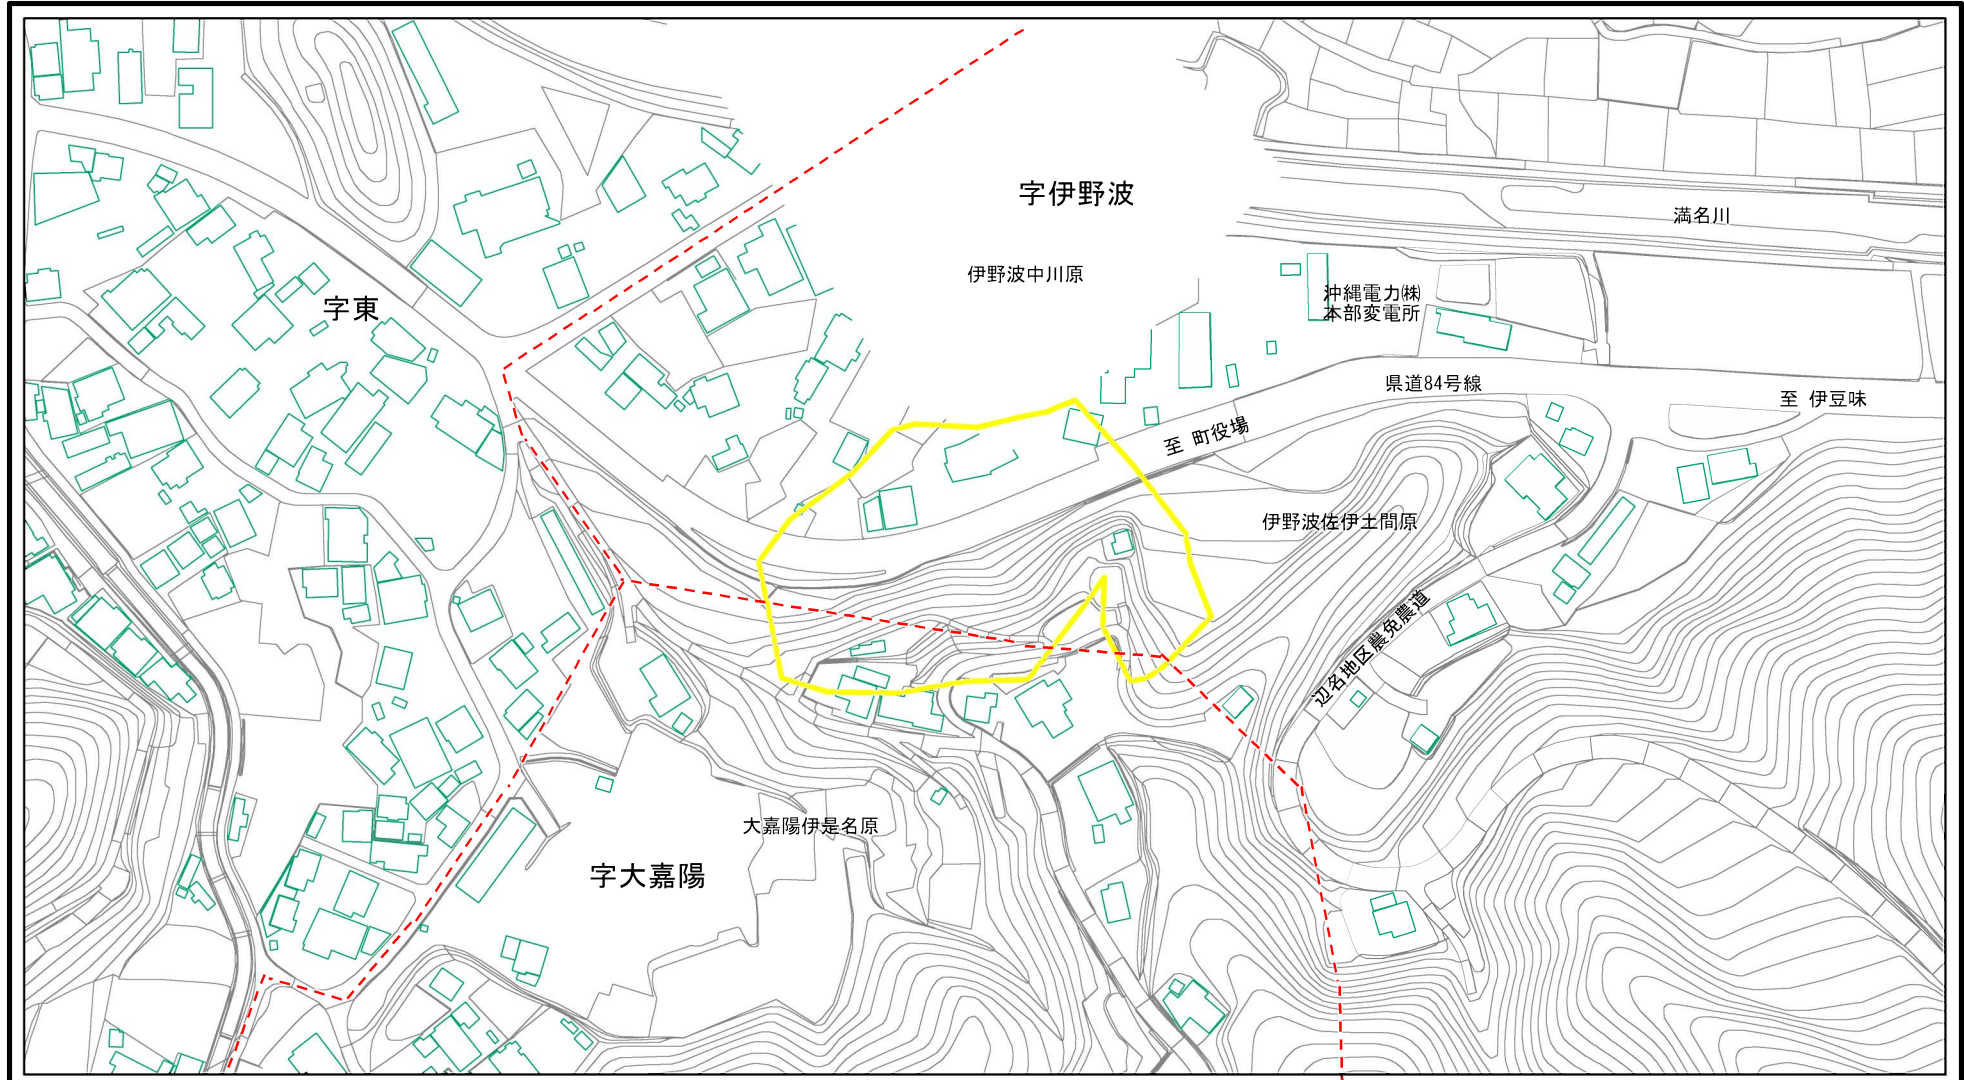 字伊野波
満名川
伊野波中川原
沖縄電力㈱
本部変電所
字東
県道84号線
至 伊豆味
至 町役場
伊野波佐伊土間原
辺名地区農免農道
大嘉陽伊是名原
字大嘉陽